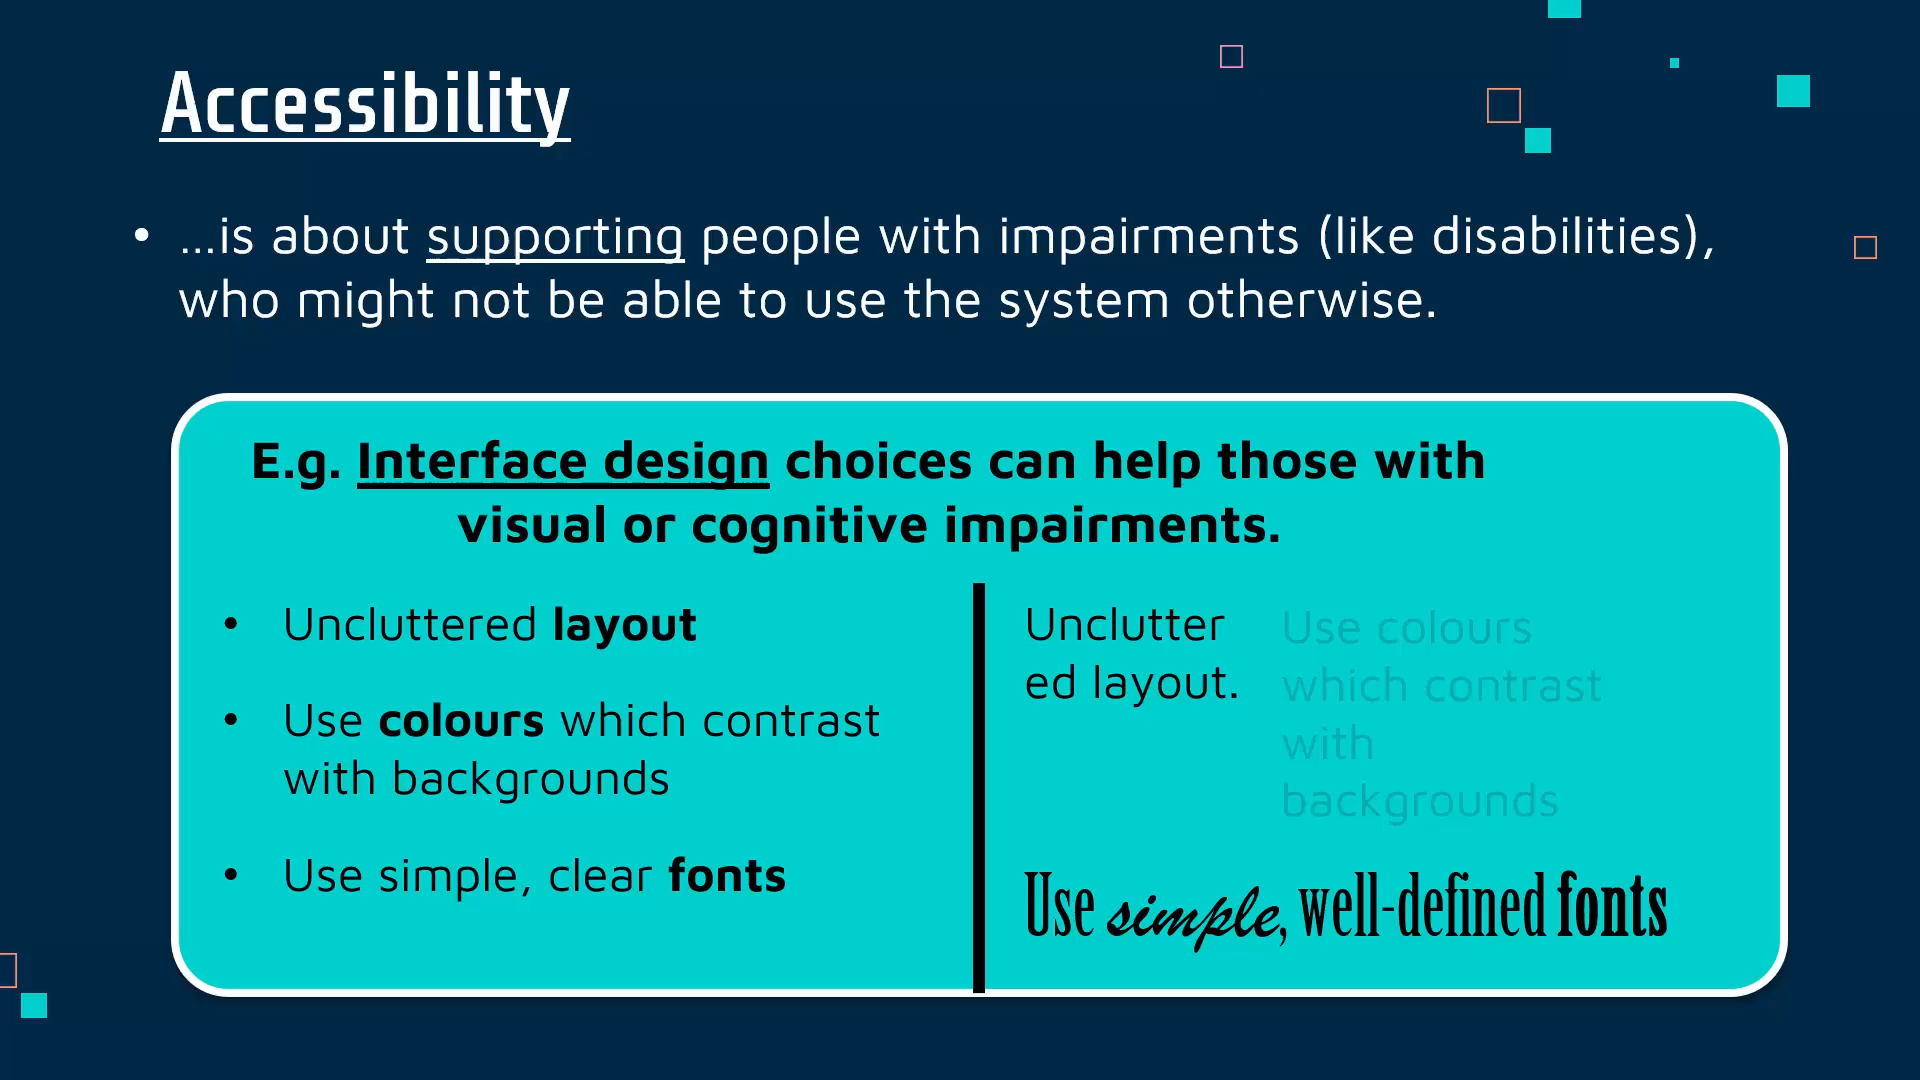 Accessibility
• ...is about supporting people with impairments (like disabilities),
who might not be able to use the system otherwise.
E.g. Interface design choices can help those with
visual or cognitive impairments.
• Uncluttered layout
• Use colours which contrast
with backgrounds
• Use simple, clear fonts
Unclutter
ed layout.
Use colours
which contrast
with
backgrounds
Use simple, well-defined fonts